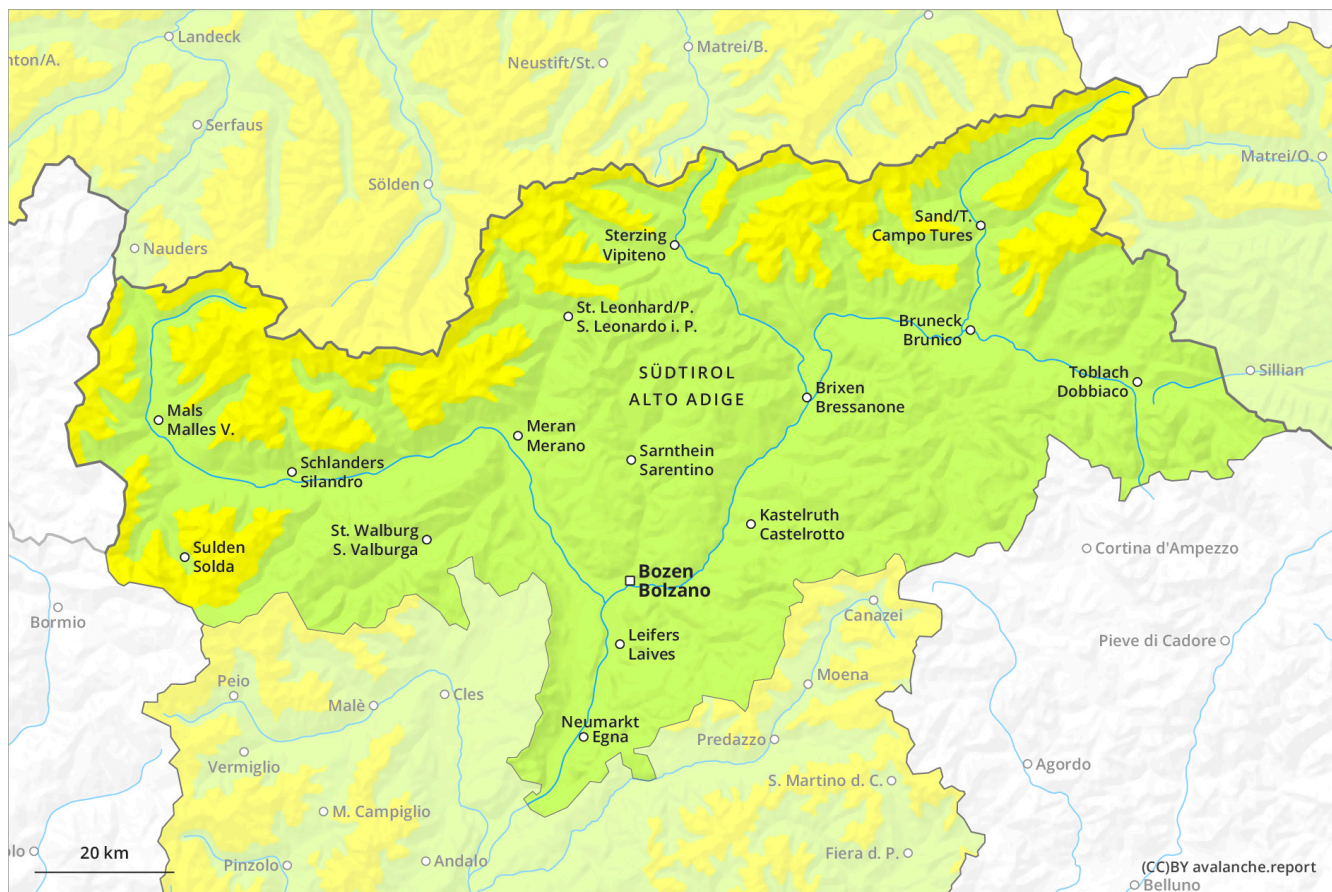 Landeck
nton/A.
Neustift/St.
Matrei/B.
Serfaus
Matrei/O.
Sölden
Nauders
Sand/T.
Campo Tures
Sterzing
Vipiteno
St. Leonhard/P.
S. Leonardo i. P.
Bruneck
Brunico
SÜDTIROL
ALTO ADIGE
Toblach
Dobbiaco
Sillian
Brixen
Bressanone
Mals
Malles V.
Meran
Merano
Schlanders
Silandro
Sarnthein
Sarentino
Kastelruth
Castelrotto
St. Walburg
S. Valburga
Sulden
Solda
Cortina d'Ampezzo
Bozen
Bolzano
Bormio
Canazei
Leifers
Laives
Pieve di Cadore
Peio
Moena
Malè
Cles
Neumarkt
Egna
Predazzo
Vermiglio
Agordo
S. Martino d. C.
M. Campiglio
20 km
olo
Pinzolo
Andalo
Fiera d. P.
(CC)BY avalanche.report
Belluno